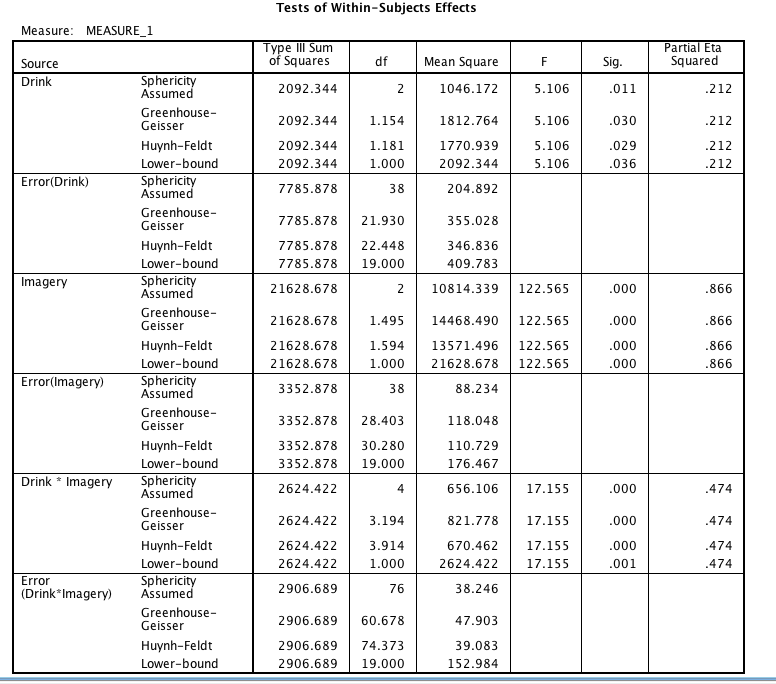 Tests of Within-Subjects Effects
Measure: MEASURE_1
Source Type III Sum of Squares df Mean Square F Sig. Partial Eta Squared
Drink Sphericity Assumed 2092.344 2 1046.172 5.106 .011 .212
Greenhouse-Geisser 2092.344 1.154 1812.764 5.106 .030 .212
Huynh-Feldt 2092.344 1.181 1770.939 5.106 .029 .212
Lower-bound 2092.344 1.000 2092.344 5.106 .036 .212
Error(Drink) Sphericity Assumed 7785.878 38 204.892
Greenhouse-Geisser 7785.878 21.930 355.028
Huynh-Feldt 7785.878 22.448 346.836
Lower-bound 7785.878 19.000 409.783
Imagery Sphericity Assumed 21628.678 2 10814.339 122.565 .000 .866
Greenhouse-Geisser 21628.678 1.495 14468.490 122.565 .000 .866
Huynh-Feldt 21628.678 1.594 13571.496 122.565 .000 .866
Lower-bound 21628.678 1.000 21628.678 122.565 .000 .866
Error(Imagery) Sphericity Assumed 3352.878 38 88.234
Greenhouse-Geisser 3352.878 28.403 118.048
Huynh-Feldt 3352.878 30.280 110.729
Lower-bound 3352.878 19.000 176.467
Drink * Imagery Sphericity Assumed 2624.422 4 656.106 17.155 .000 .474
Greenhouse-Geisser 2624.422 3.194 821.778 17.155 .000 .474
Huynh-Feldt 2624.422 3.914 670.462 17.155 .000 .474
Lower-bound 2624.422 1.000 2624.422 17.155 .001 .474
Error (Drink*Imagery) Sphericity Assumed 2906.689 76 38.246
Greenhouse-Geisser 2906.689 60.678 47.903
Huynh-Feldt 2906.689 74.373 39.083
Lower-bound 2906.689 19.000 152.984